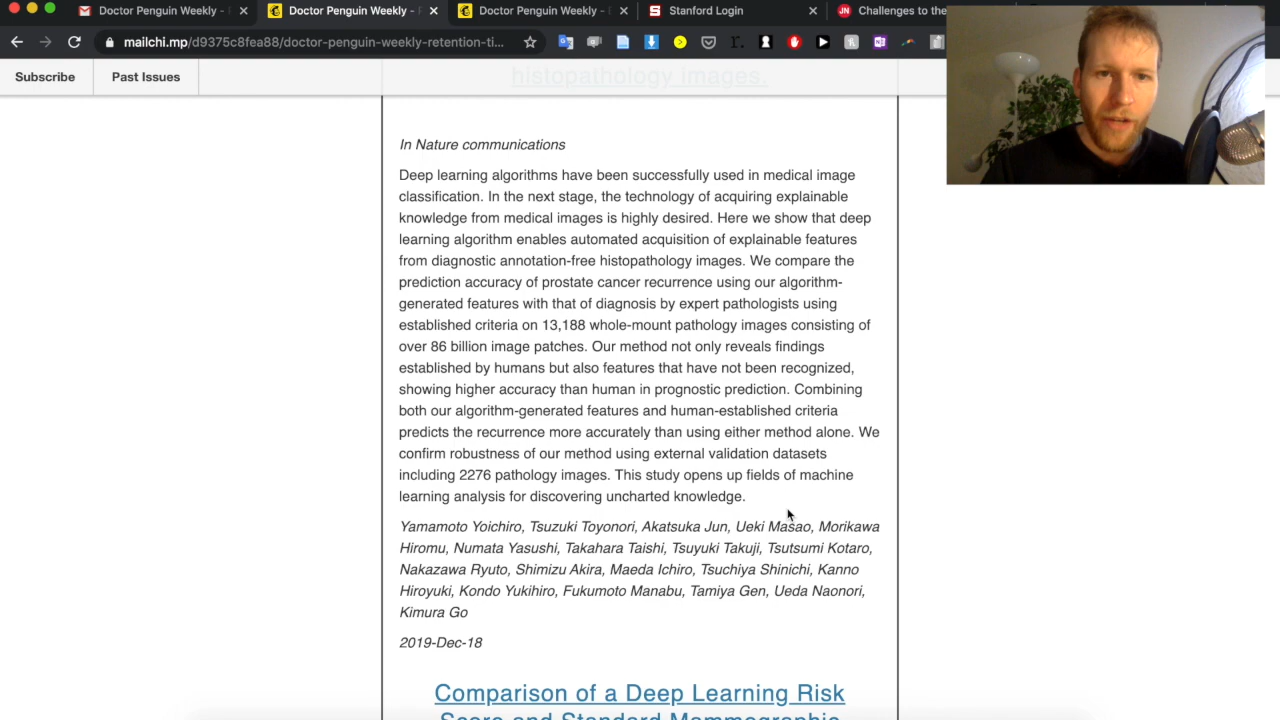 Doctor Penguin Weekly -
Doctor Penguin Weekly -
Doctor Penguin Weekly -
Stanford Login
Challenges to the
mailchi.mp/d9375c8fea88/doctor-penguin-weekly-retention-ti...
Subscribe
Past Issues
histopathology images.
In Nature communications
Deep learning algorithms have been successfully used in medical image
classification. In the next stage, the technology of acquiring explainable
knowledge from medical images is highly desired. Here we show that deep
learning algorithm enables automated acquisition of explainable features
from diagnostic annotation-free histopathology images. We compare the
prediction accuracy of prostate cancer recurrence using our algorithm-
generated features with that of diagnosis by expert pathologists using
established criteria on 13,188 whole-mount pathology images consisting of
over 86 billion image patches. Our method not only reveals findings
established by humans but also features that have not been recognized,
showing higher accuracy than human in prognostic prediction. Combining
both our algorithm-generated features and human-established criteria
predicts the recurrence more accurately than using either method alone. We
confirm robustness of our method using external validation datasets
including 2276 pathology images. This study opens up fields of machine
learning analysis for discovering uncharted knowledge.
Yamamoto Yoichiro, Tsuzuki Toyonori, Akatsuka Jun, Ueki Masao, Morikawa
Hiromu, Numata Yasushi, Takahara Taishi, Tsuyuki Takuji, Tsutsumi Kotaro,
Nakazawa Ryuto, Shimizu Akira, Maeda Ichiro, Tsuchiya Shinichi, Kanno
Hiroyuki, Kondo Yukihiro, Fukumoto Manabu, Tamiya Gen, Ueda Naonori,
Kimura Go
2019-Dec-18
Comparison of a Deep Learning Risk
Score and Standard Mammographic